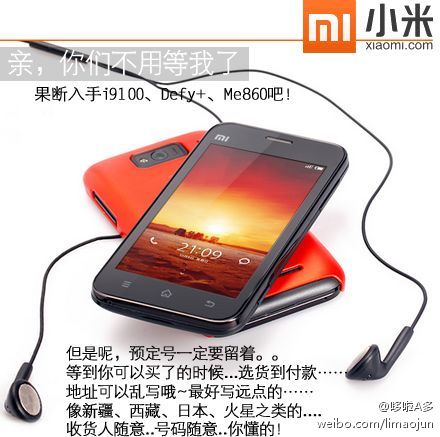 小米
xiaomi.com
亲，你们不用等我了
果断入手i9100、Defy+、Me860吧!
21:09
但是呢，预定号一定要留着。。
等到你可以买了的时候...选货到付款……
地址可以乱写哦~最好写远点的……
像新疆、西藏、日本、火星之类的....
收货人随意..号码随意..你懂的!
@哆啦A多
weibo.com/limaojun